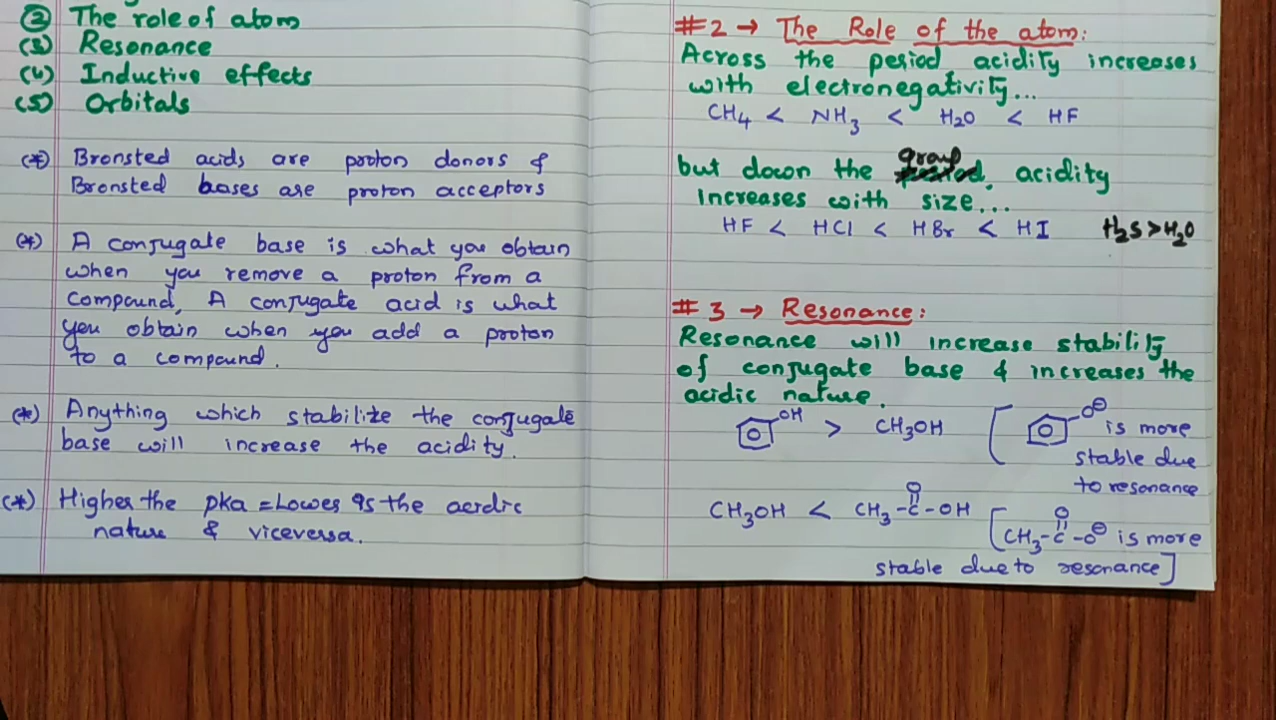 ② The role of atom
(3) Resonance
(4) Inductive effects
(5) Orbitals
(*) Bronsted acids are proton donors &
Bronsted bases are proton acceptors
(*) A conjugate base is what you obtain
when you remove a proton from a
compound, A conjugate acid is what
you obtain when you add a proton
to a compound.
(*) Anything which stabilize the conjugate
base will increase the acidity.
(*) Higher the pka = Lower is the acidic
nature & viceversa.
#2 → The Role of the atom:
Across the period acidity increases
with electronegativity...
CH₄ < NH₃ < H₂O < HF
but down the group, acidity
increases with size...
HF < HCl < HBr < HI H₂S > H₂O
#3 → Resonance:
Resonance will increase stability
of conjugate base & increases the
acidic nature.
OH > CH₃OH [ O⊖ is more
stable due
to resonance
CH₃OH < CH₃-C(=O)-OH [CH₃-C(=O)-O⊖ is more
stable due to resonance]